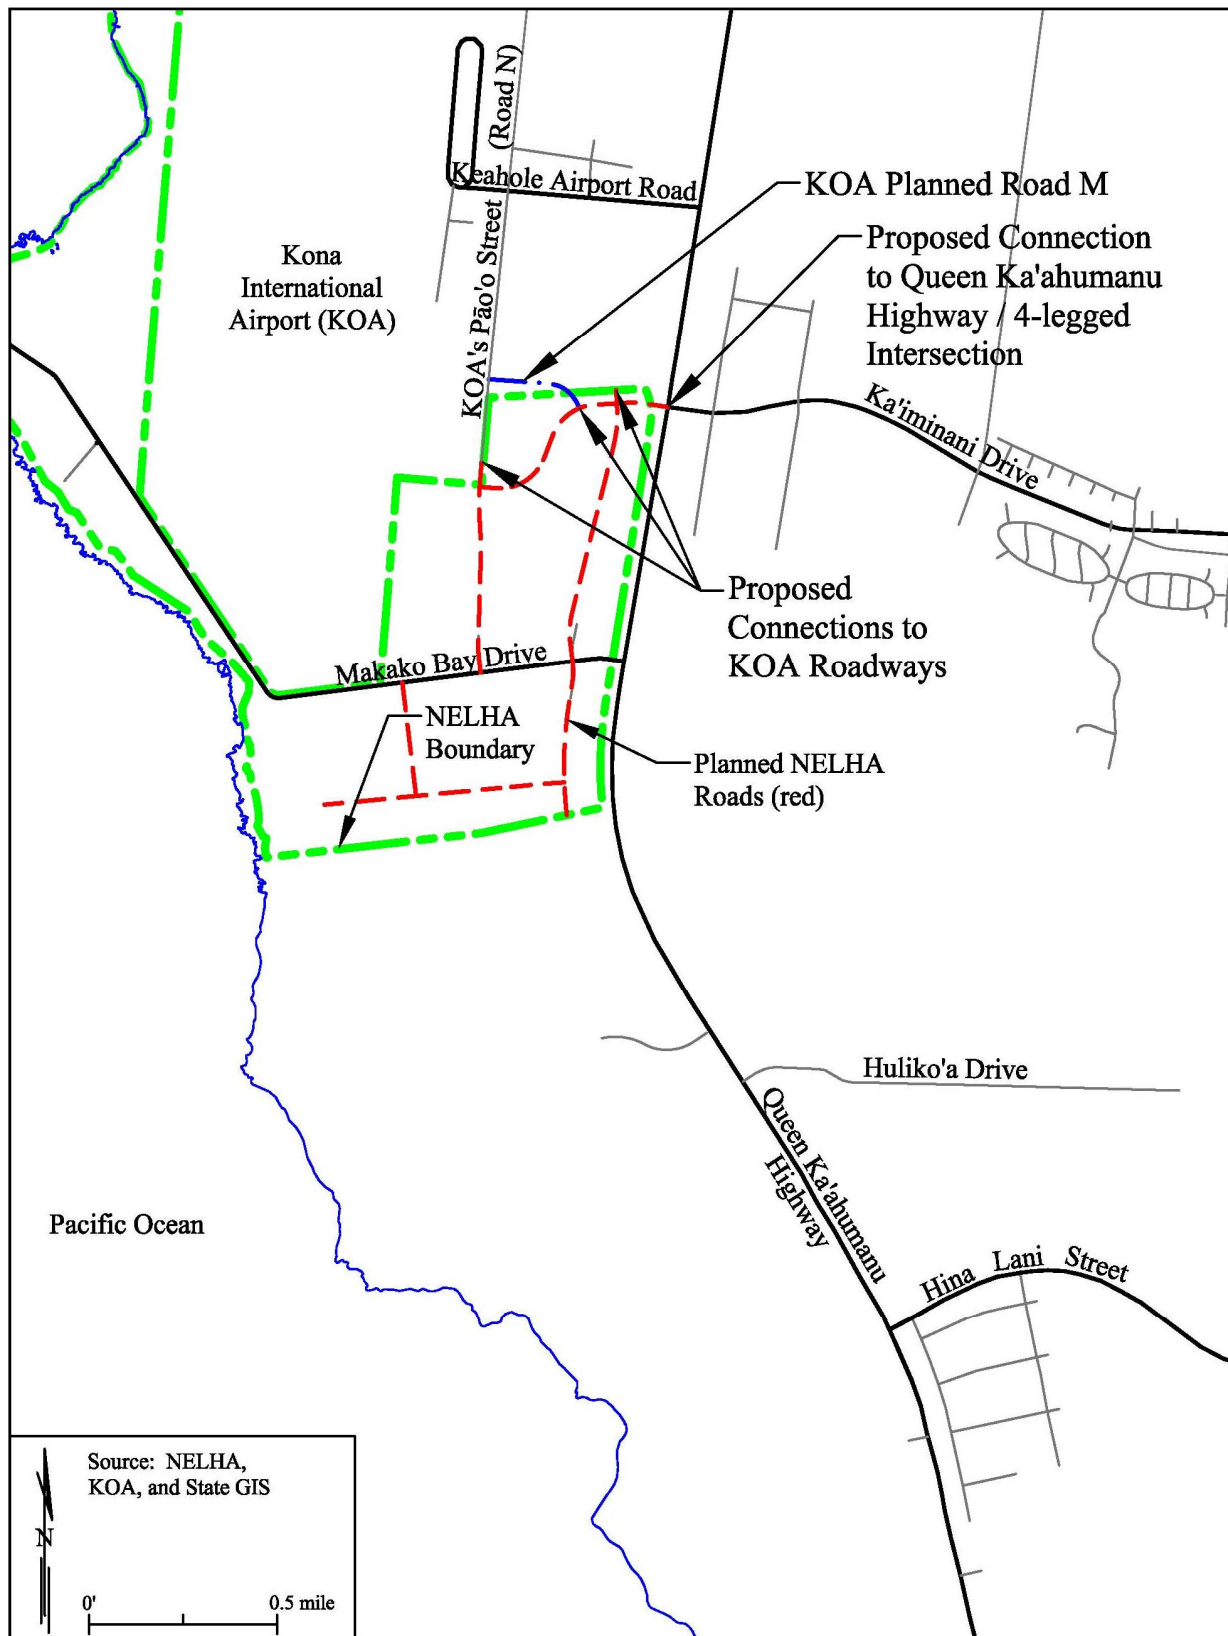 (Road N)
Keahole Airport Road
KOA Planned Road M
KOA's Pāo'o Street
Proposed Connection
to Queen Ka'ahumanu
Highway / 4-legged
Intersection
Kona
International
Airport (KOA)
Ka'iminani Drive
Proposed
Connections to
KOA Roadways
Makako Bay Drive
NELHA
Boundary
Planned NELHA
Roads (red)
Huliko'a Drive
Queen Ka'ahumanu
Highway
Pacific Ocean
Hina Lani Street
Source: NELHA,
KOA, and State GIS
N
0'
0.5 mile